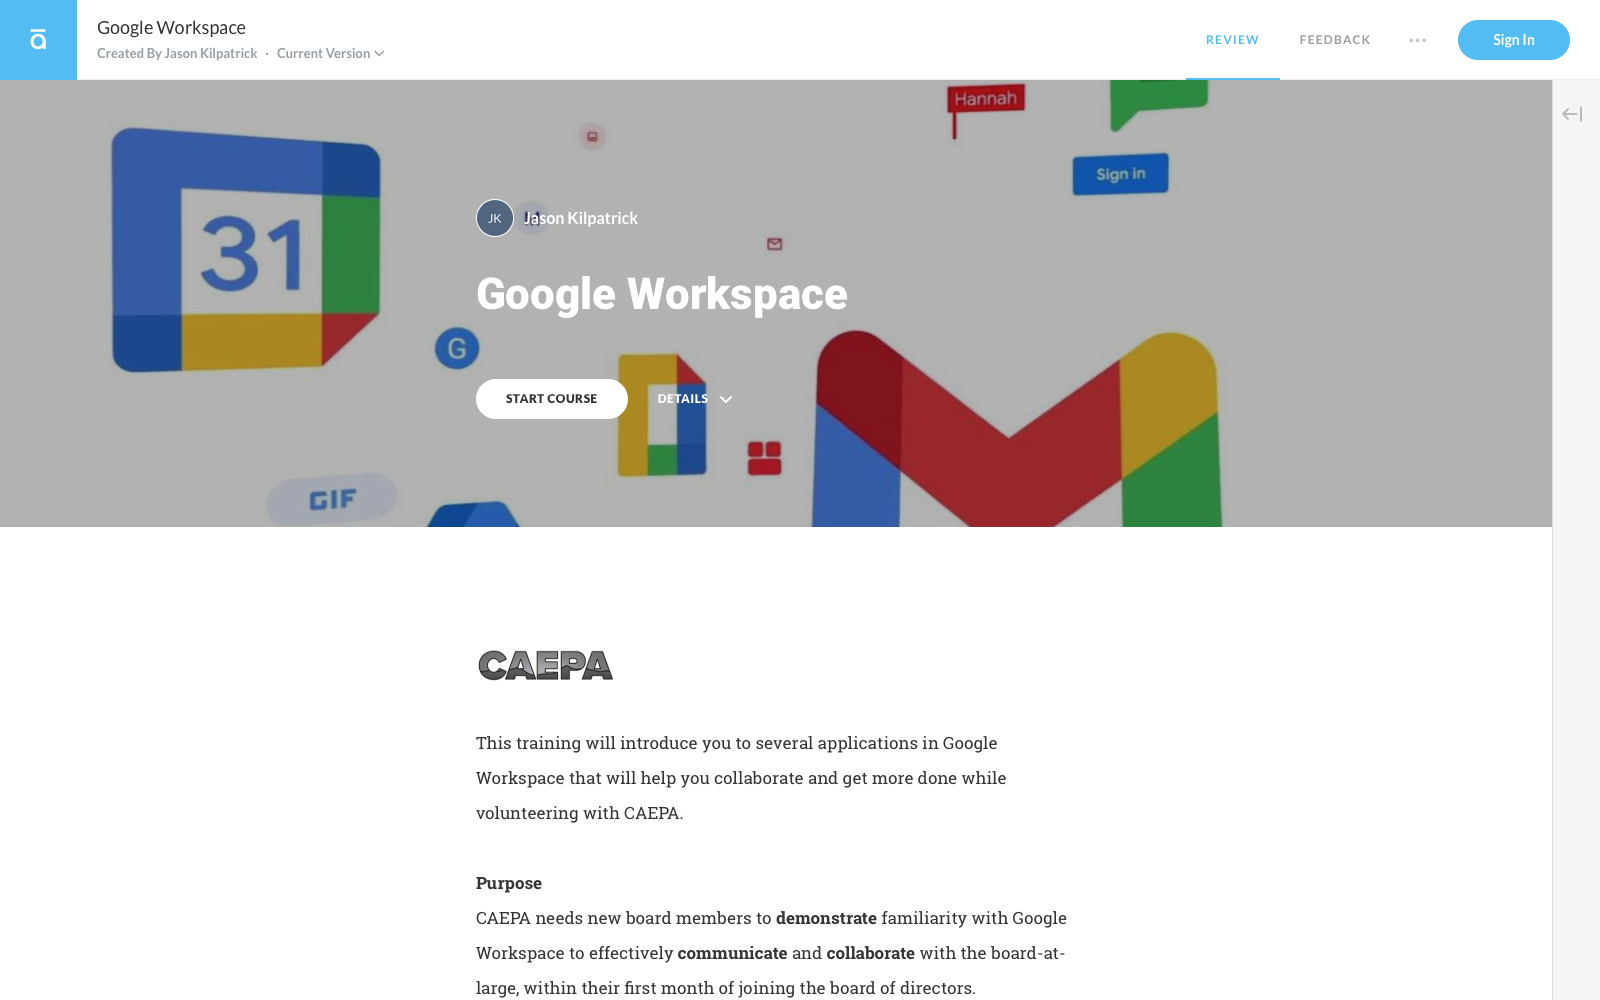 ā
Google Workspace
Created By Jason Kilpatrick · Current Version
REVIEW
FEEDBACK
Sign In
Hannah
Sign in
31
JK
Jason Kilpatrick
Google Workspace
G
START COURSE
DETAILS
GIF
CAEPA
This training will introduce you to several applications in Google
Workspace that will help you collaborate and get more done while
volunteering with CAEPA.
Purpose
CAEPA needs new board members to demonstrate familiarity with Google
Workspace to effectively communicate and collaborate with the board-at-
large, within their first month of joining the board of directors.